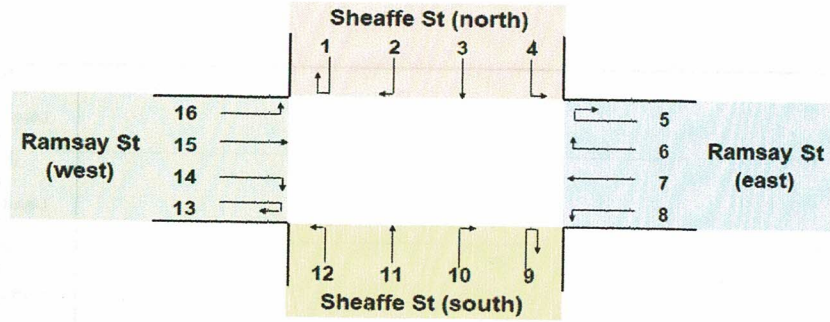 Sheaffe St (north)
1 2 3 4
16 5
15 6
Ramsay St
(west)
Ramsay St
(east)
14 7
13 8
12 11 10 9
Sheaffe St (south)